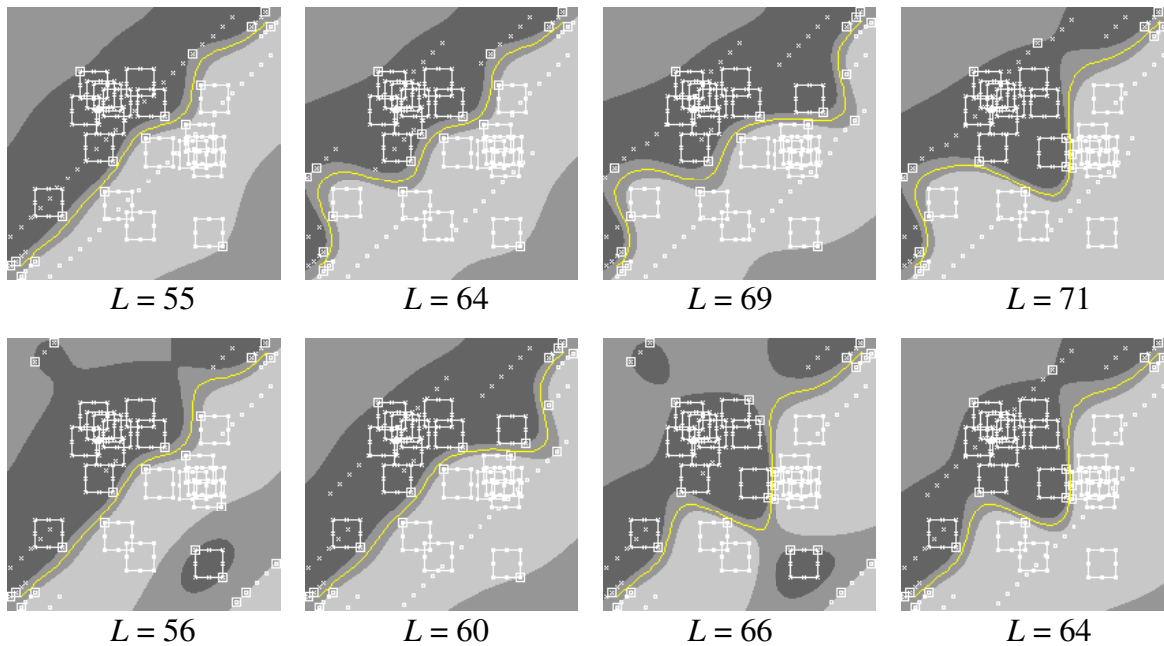 L = 55 L = 64 L = 69 L = 71
L = 56 L = 60 L = 66 L = 64